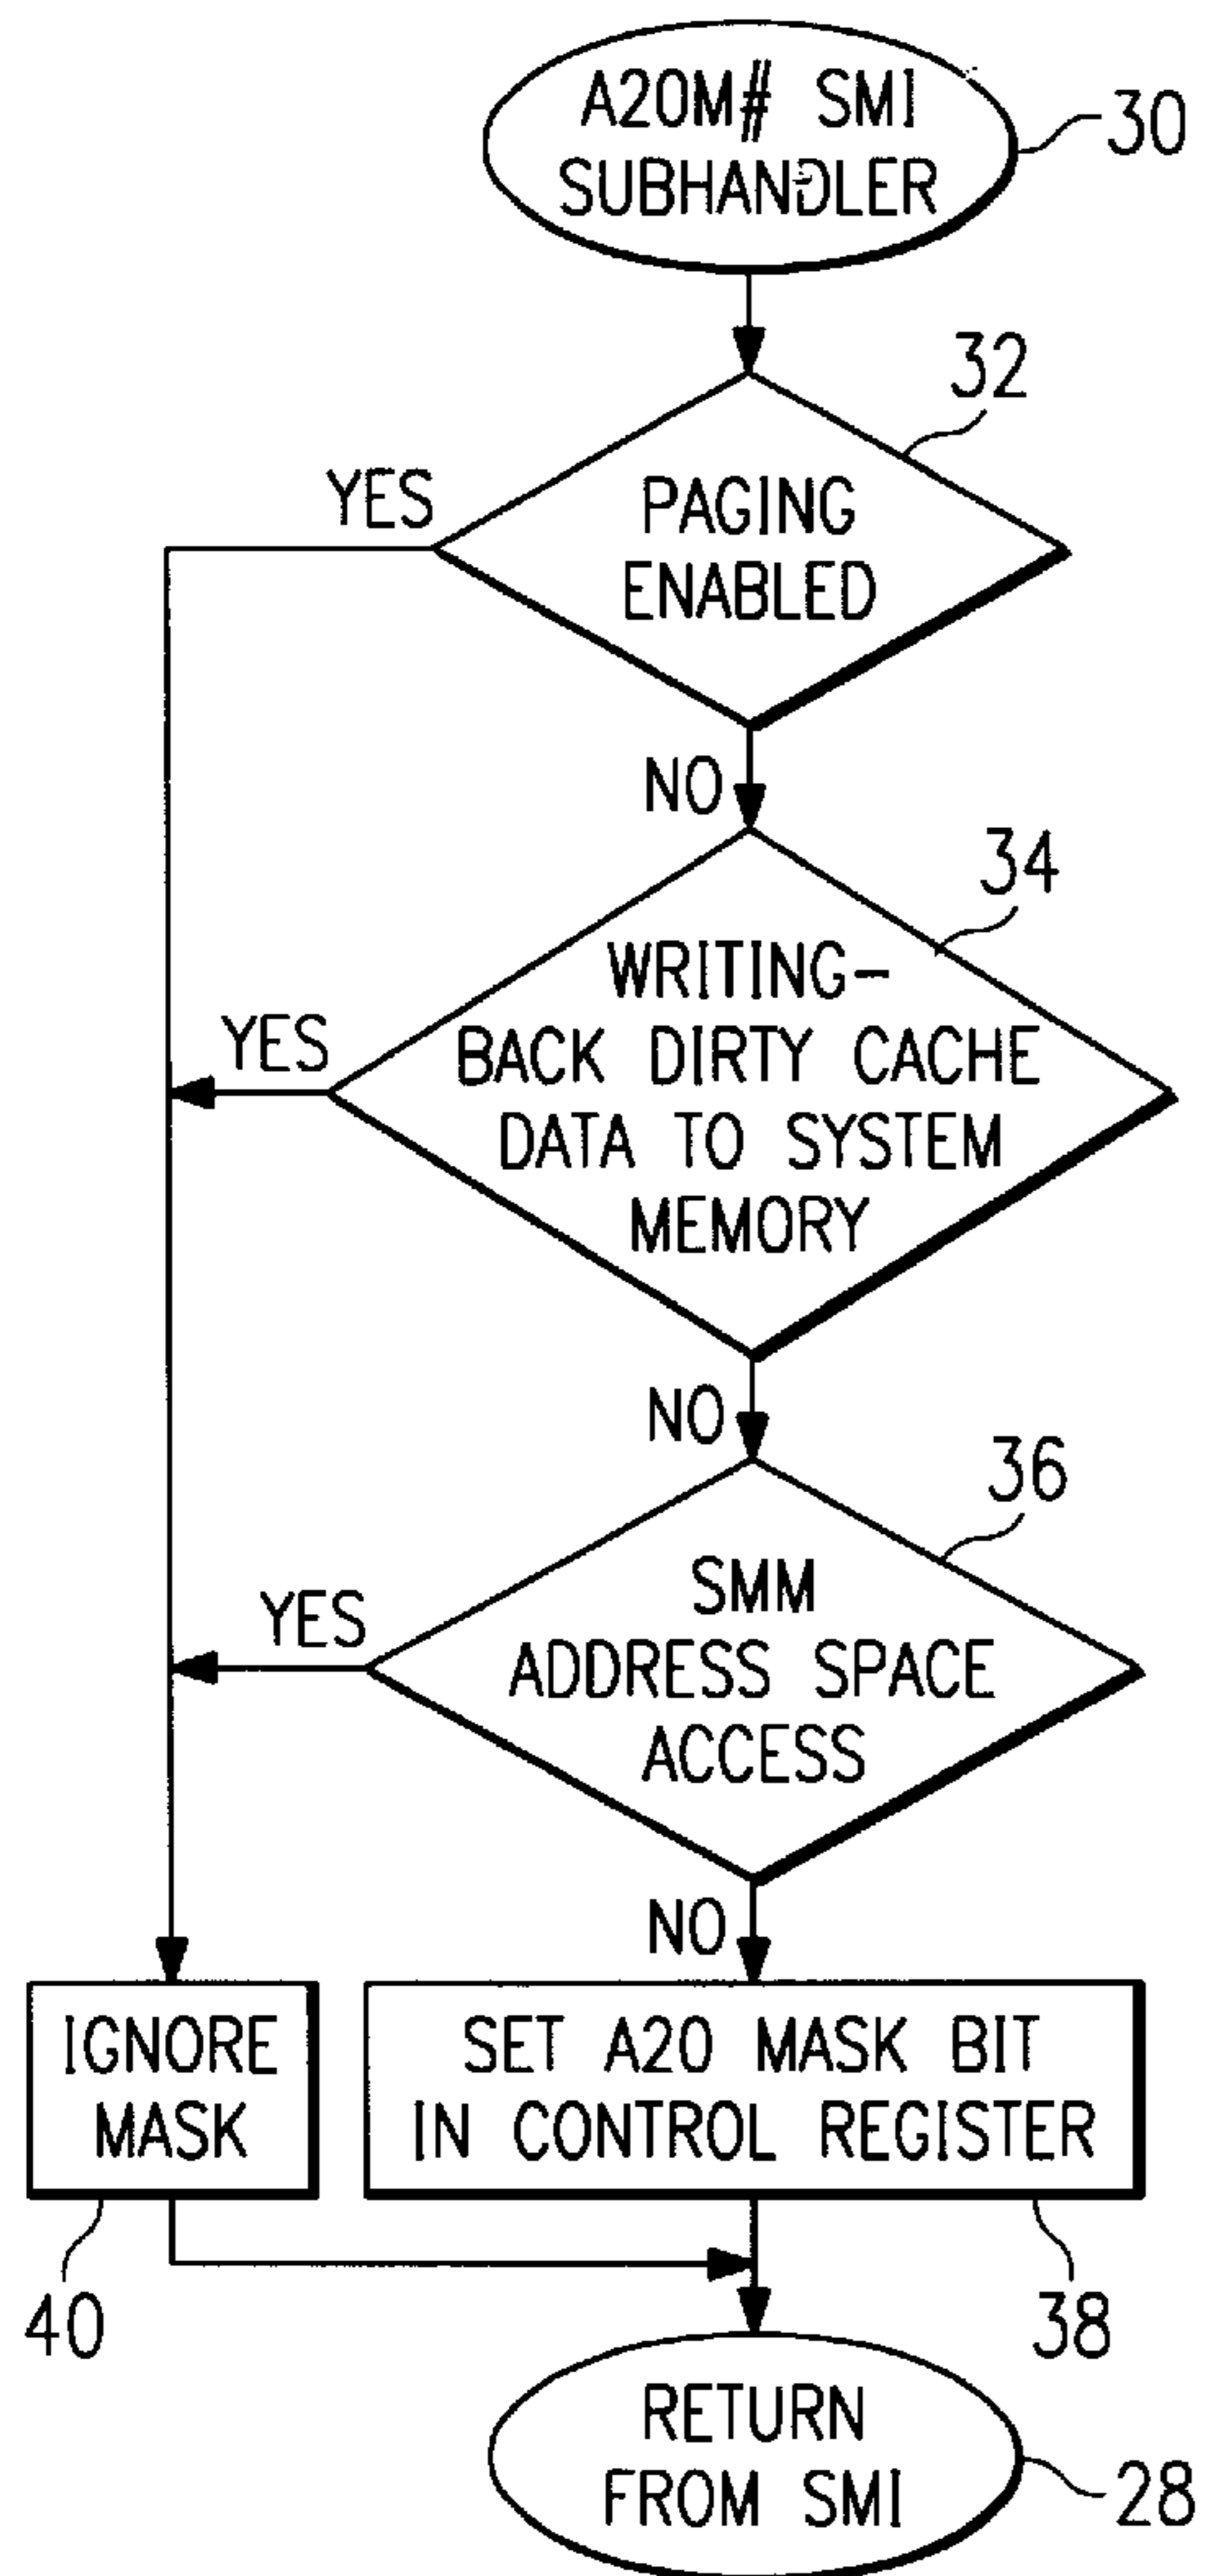 A20M# SMI
SUBHANDLER
30
32
YES
PAGING
ENABLED
NO
34
WRITING-
BACK DIRTY CACHE
DATA TO SYSTEM
MEMORY
YES
NO
36
SMM
ADDRESS SPACE
ACCESS
YES
NO
IGNORE
MASK
SET A20 MASK BIT
IN CONTROL REGISTER
40
38
RETURN
FROM SMI
28